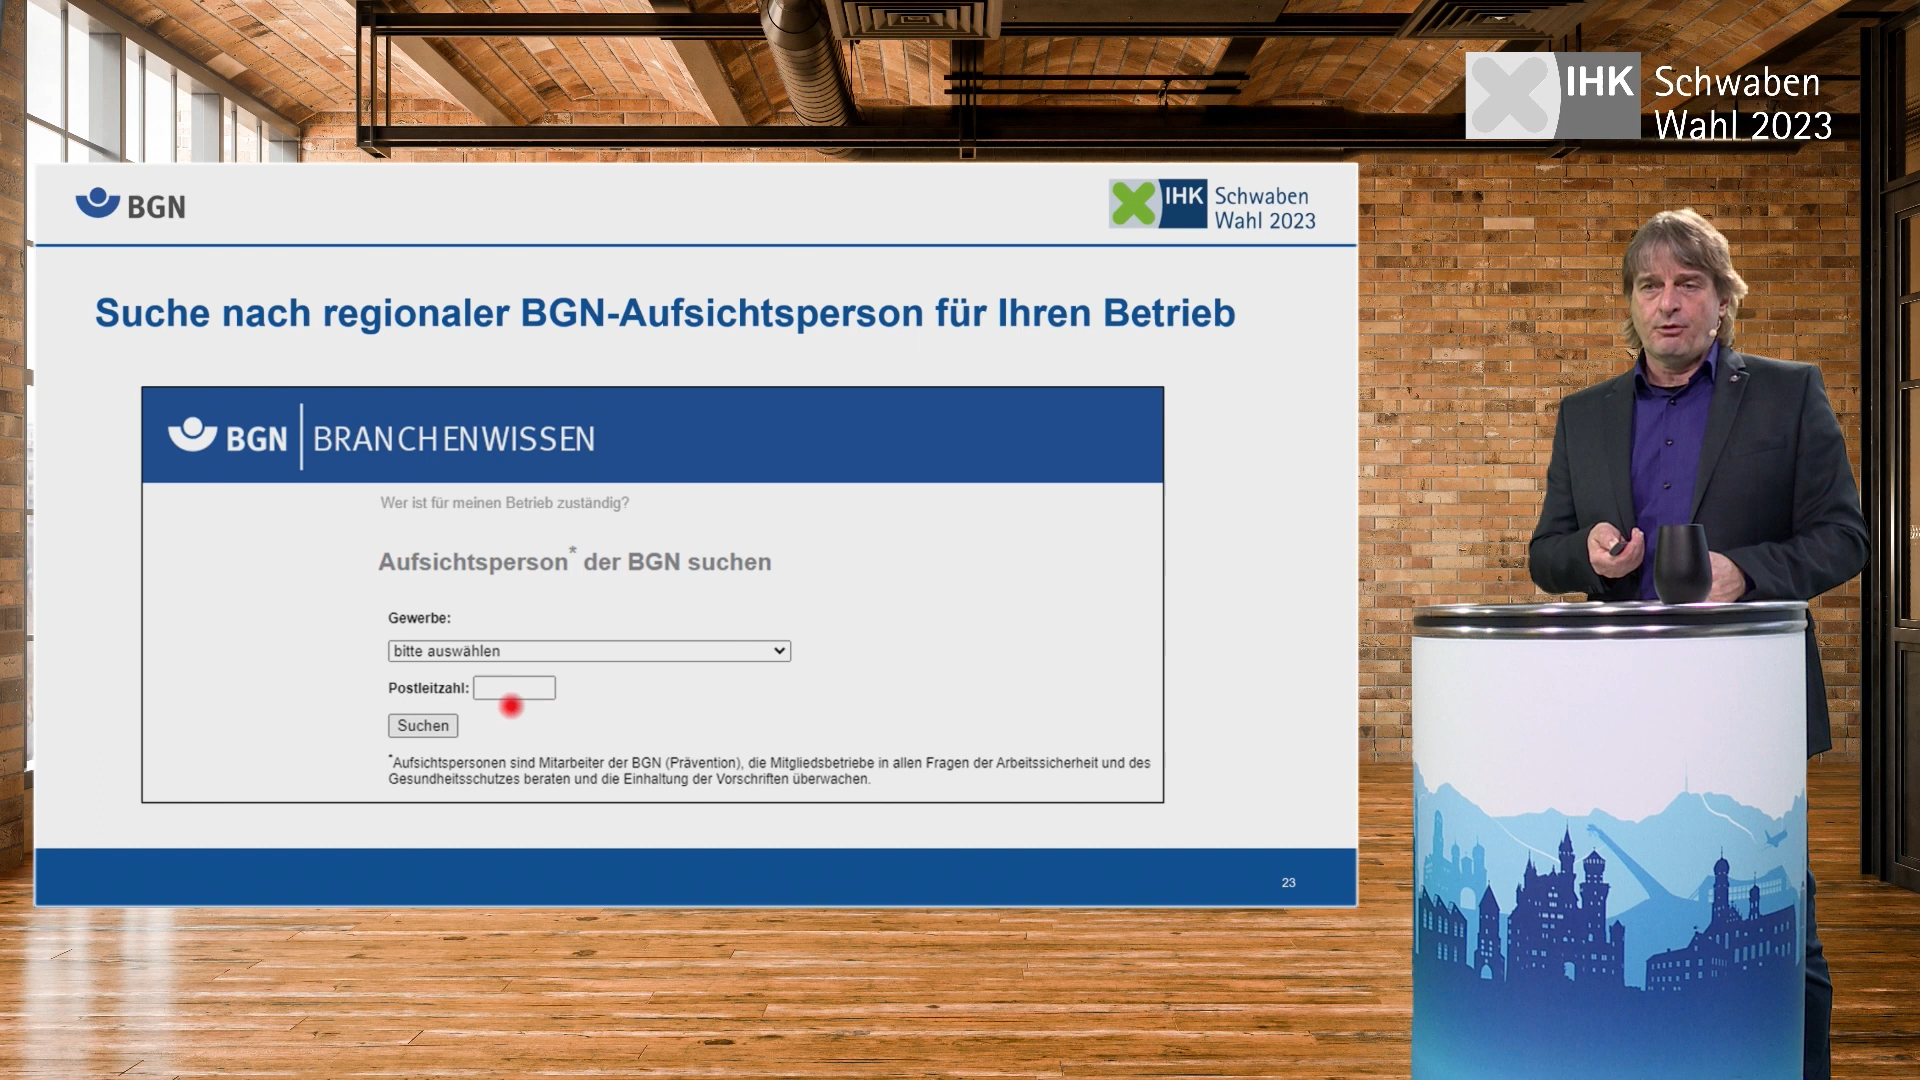 IHK Schwaben
Wahl 2023
BGN
IHK Schwaben
Wahl 2023
Suche nach regionaler BGN-Aufsichtsperson für Ihren Betrieb
BGN BRANCHENWISSEN
Wer ist für meinen Betrieb zuständig?
Aufsichtsperson* der BGN suchen
Gewerbe:
bitte auswählen
Postleitzahl:
Suchen
*Aufsichtspersonen sind Mitarbeiter der BGN (Prävention), die Mitgliedsbetriebe in allen Fragen der Arbeitssicherheit und des
Gesundheitsschutzes beraten und die Einhaltung der Vorschriften überwachen.
23